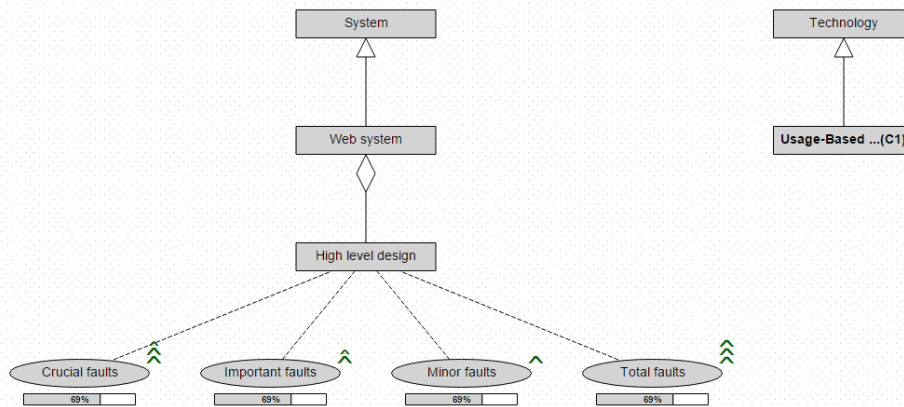 System
Technology
Web system
Usage-Based ...(C1)
High level design
Crucial faults
Important faults
Minor faults
Total faults
69%
69%
69%
69%